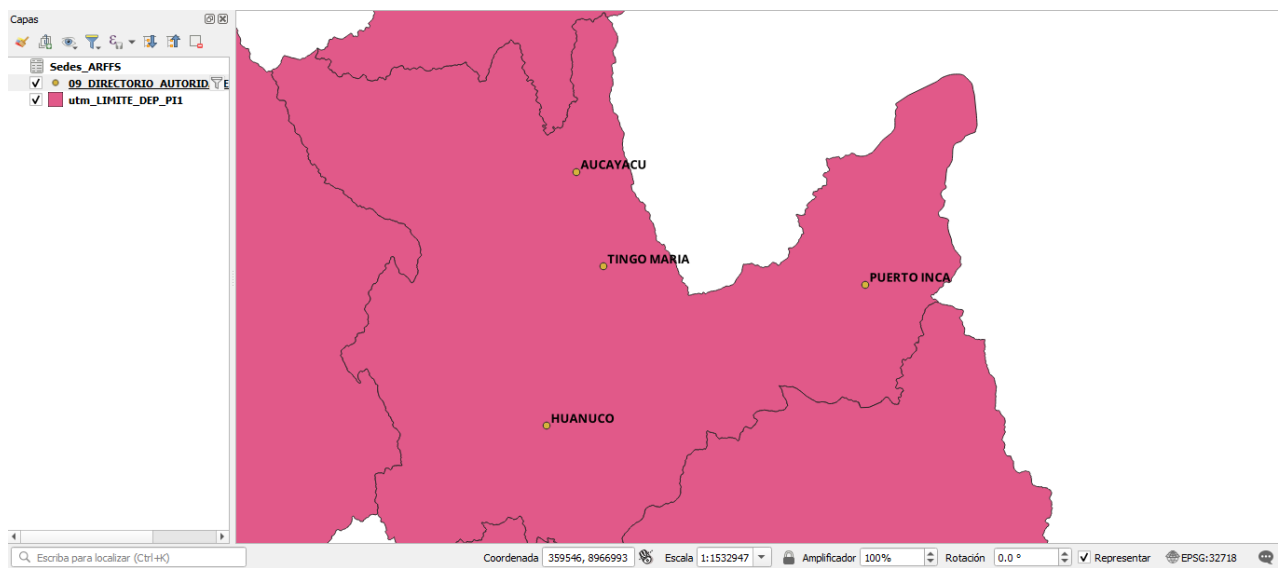 Capas
Sedes_ARFFS
09_DIRECTORIO_AUTORID
utm_LIMITE_DEP_PI1
AUCAYACU
TINGO MARIA
PUERTO INCA
HUANUCO
Escriba para localizar (Ctrl+K)
Coordenada 359546, 8966993 Escala 1:1532947 Amplificador 100% Rotación 0.0 ° Representar EPSG:32718